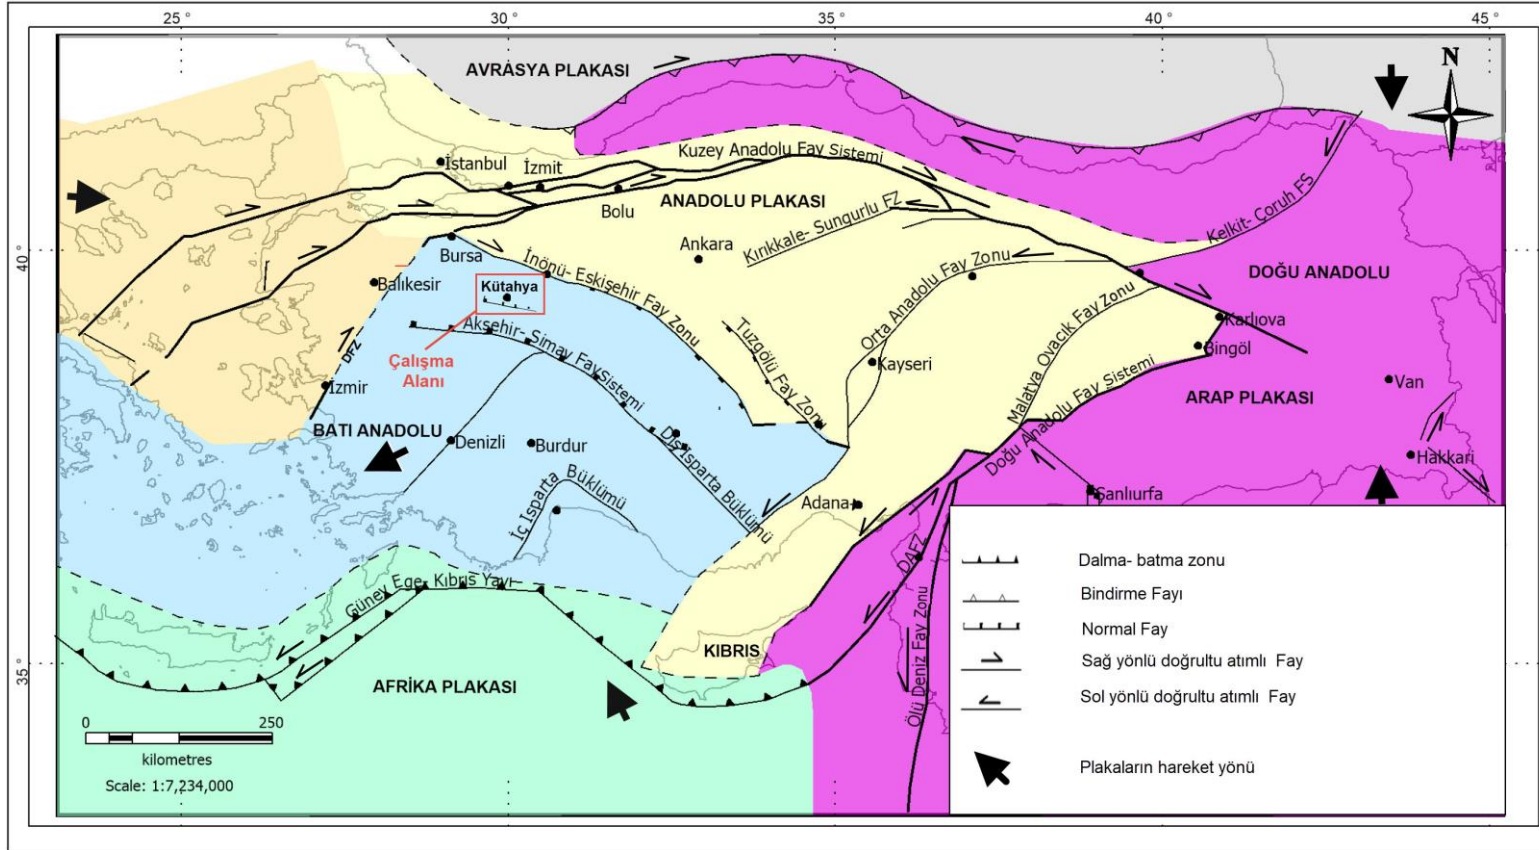 25 °
30 °
35 °
40 °
45 °
AVRASYA PLAKASI
N
İstanbul
İzmit
Kuzey Anadolu Fay Sistemi
Bolu
ANADOLU PLAKASI
Kırıkkale- Sungurlu FZ
Kelkit- Çoruh FS
40 °
Bursa
Ankara
İnönü- Eskişehir Fay Zonu
Orta Anadolu Fay Zonu
DOĞU ANADOLU
Balıkesir
Kütahya
Malatya Ovacık Fay Zonu
Karlıova
Akşehir- Simav FaySistemi
Tuzgölü Fay Zonu
DFZ
Çalışma
Alanı
Kayseri
Bingöl
Van
İzmir
Doğu Anadolu Fay Sistemi
ARAP PLAKASI
BATI ANADOLU
Denizli
Burdur
Dış Isparta Büklümü
Hakkari
İç Isparta Büklümü
Adana
Şanlıurfa
DAFZ
Güney Ege- Kıbrıs Yayı
Ölü Deniz Fay Zonu
KIBRIS
35 °
AFRİKA PLAKASI
0 250
kilometres
Scale: 1:7,234,000
Dalma- batma zonu
Bindirme Fayı
Normal Fay
Sağ yönlü doğrultu atımlı Fay
Sol yönlü doğrultu atımlı Fay
Plakaların hareket yönü